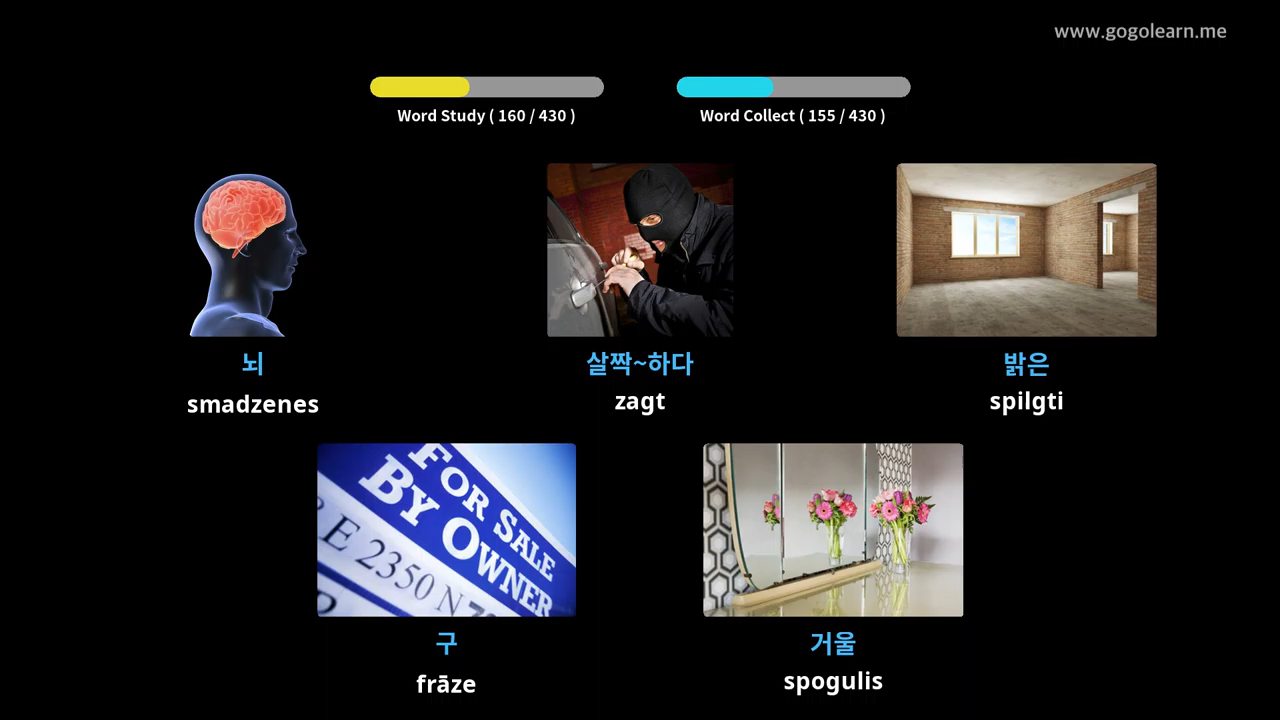 www.gogolearn.me
Word Study ( 160 / 430 )
Word Collect ( 155 / 430 )
뇌
smadzenes
살짝~하다
zagt
밝은
spilgti
FOR SALE
BY OWNER
E 2350 N
구
frāze
거울
spogulis